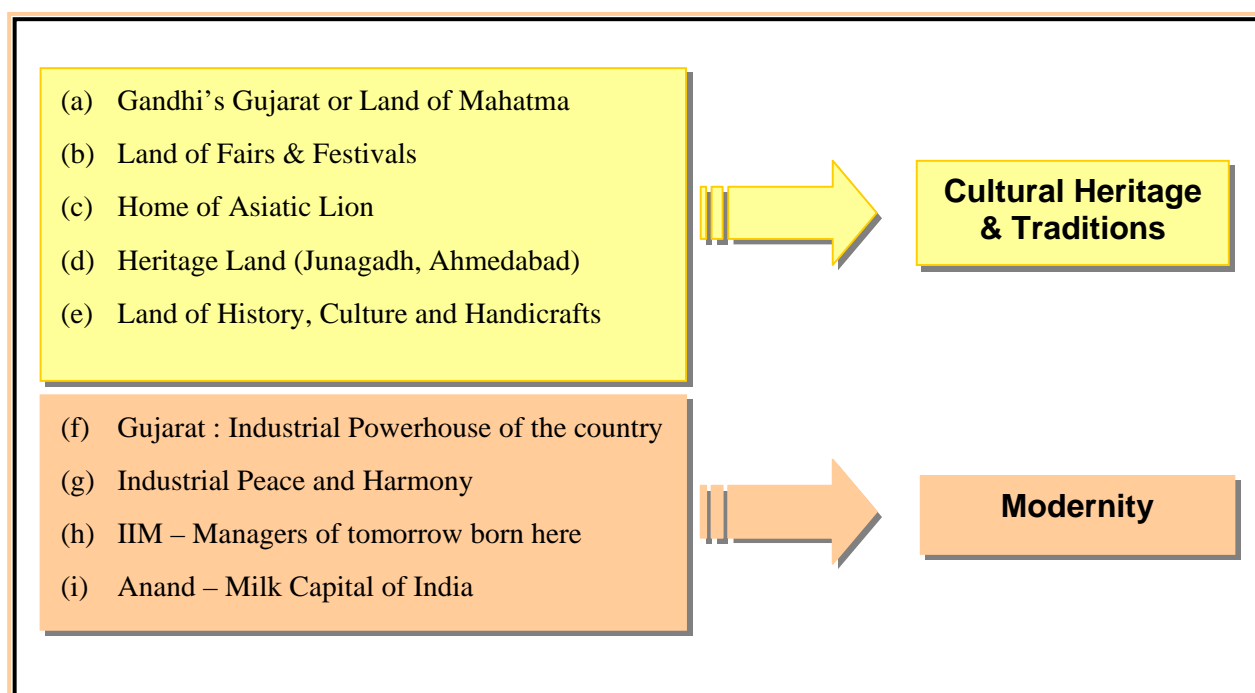 (a) Gandhi’s Gujarat or Land of Mahatma
(b) Land of Fairs & Festivals
(c) Home of Asiatic Lion
(d) Heritage Land (Junagadh, Ahmedabad)
(e) Land of History, Culture and Handicrafts
Cultural Heritage
& Traditions
(f) Gujarat : Industrial Powerhouse of the country
(g) Industrial Peace and Harmony
(h) IIM – Managers of tomorrow born here
(i) Anand – Milk Capital of India
Modernity